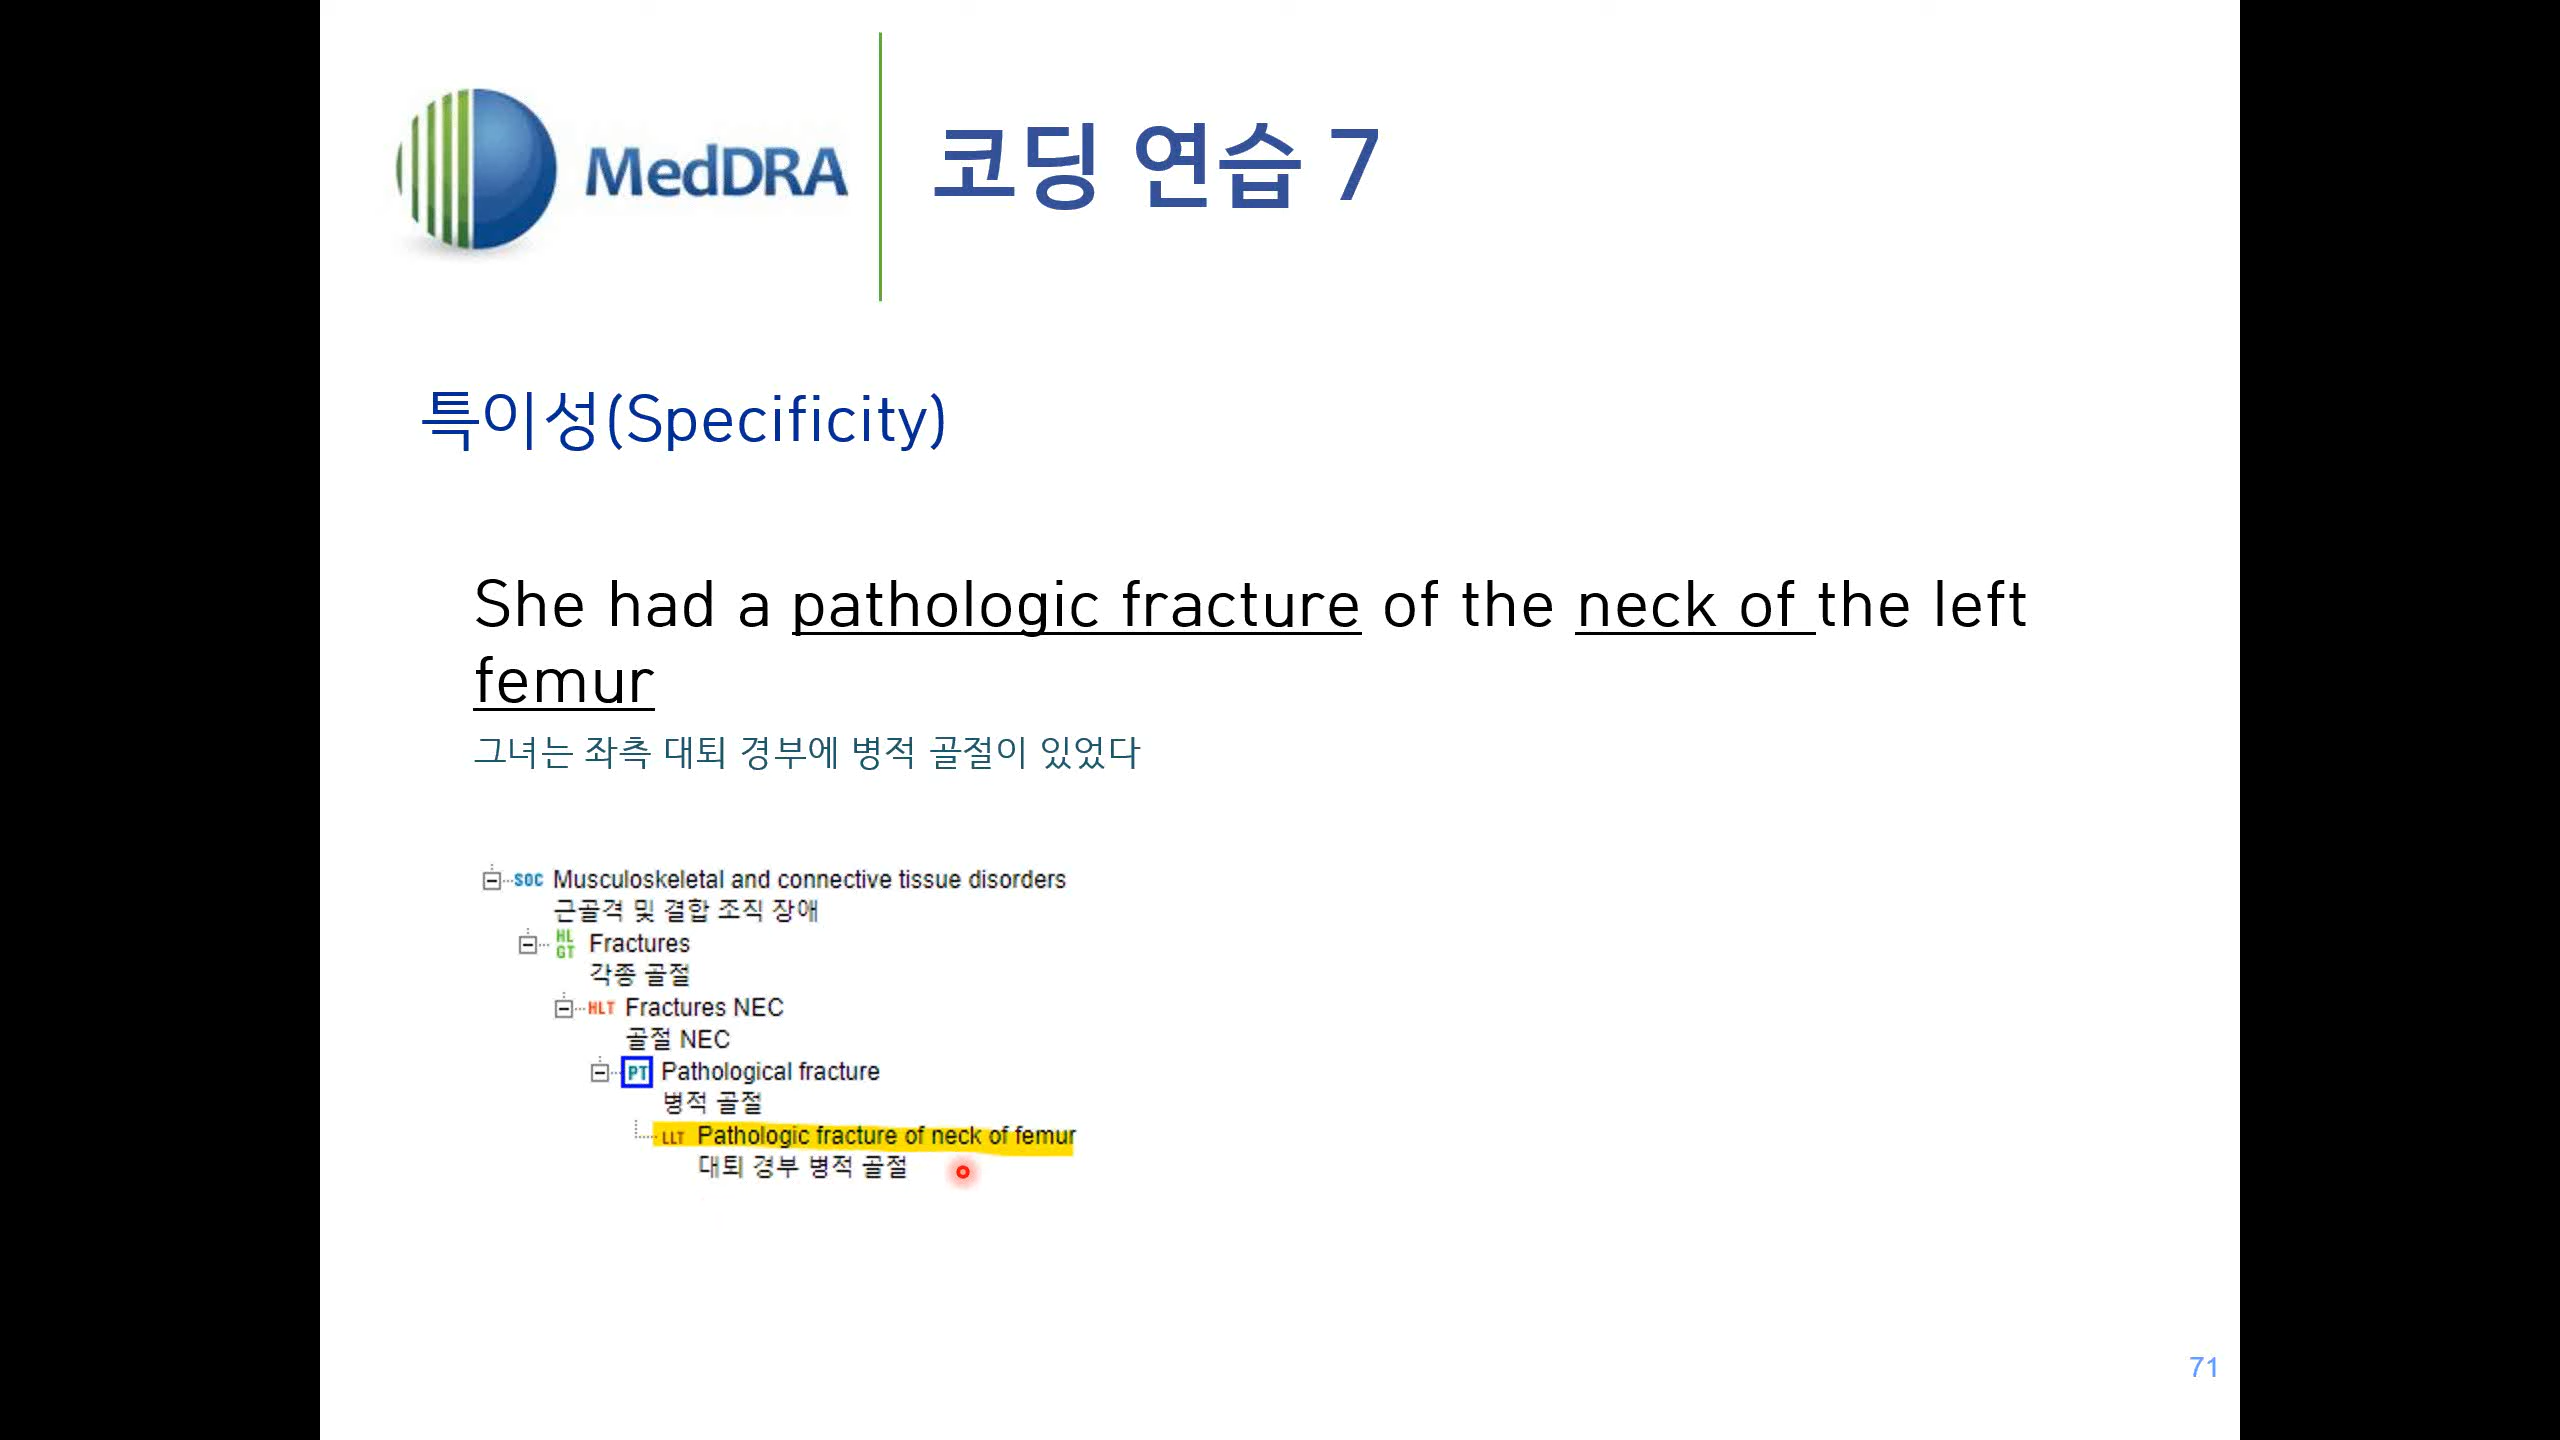 MedDRA
코딩 연습 7
특이성(Specificity)
She had a pathologic fracture of the neck of the left
femur
그녀는 좌측 대퇴 경부에 병적 골절이 있었다
SOC Musculoskeletal and connective tissue disorders
근골격 및 결합 조직 장애
HLGT Fractures
각종 골절
HLT Fractures NEC
골절 NEC
PT Pathological fracture
병적 골절
LLT Pathologic fracture of neck of femur
대퇴 경부 병적 골절
71